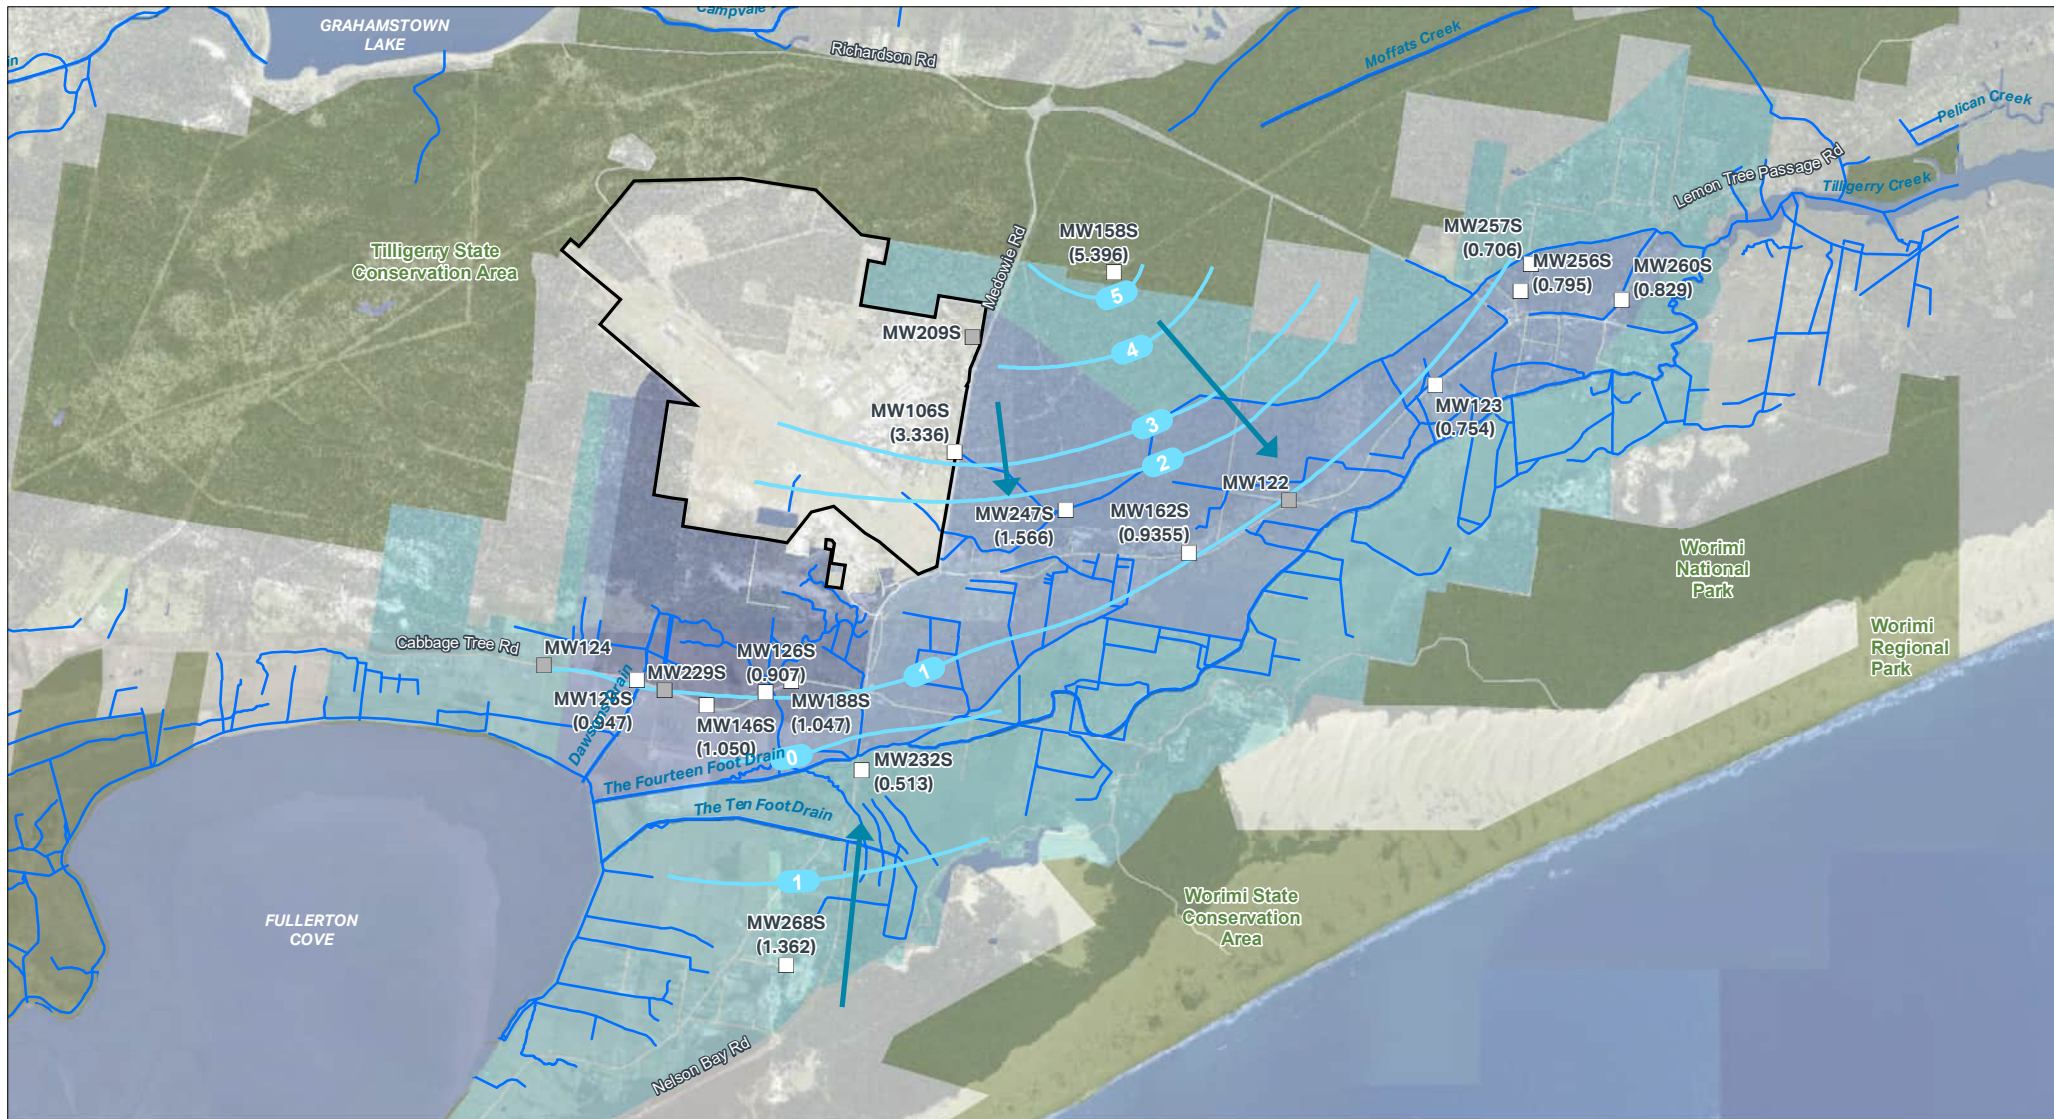 GRAHAMSTOWN
LAKE
Campvale
Richardson Rd
Moffats Creek
in
Pelican Creek
Lemon Tree Passage Rd
Tilligerry Creek
Tilligerry State
Conservation Area
Medowie Rd
MW158S
(5.396)
MW257S
(0.706)
MW256S
(0.795)
MW260S
(0.829)
5
4
MW209S
MW106S
(3.336)
3
2
MW123
(0.754)
MW122
MW247S
(1.566)
MW162S
(0.9355)
Worimi
National
Park
Worimi
Regional
Park
Cabbage Tree Rd
MW124
MW229S
MW126S
(0.907)
1
Dawsons Drain
MW188S
(1.047)
MW146S
(1.050)
0
The Fourteen Foot Drain
MW232S
(0.513)
The Ten Foot Drain
1
MW268S
(1.362)
FULLERTON
COVE
Worimi State
Conservation
Area
Nelson Bay Rd